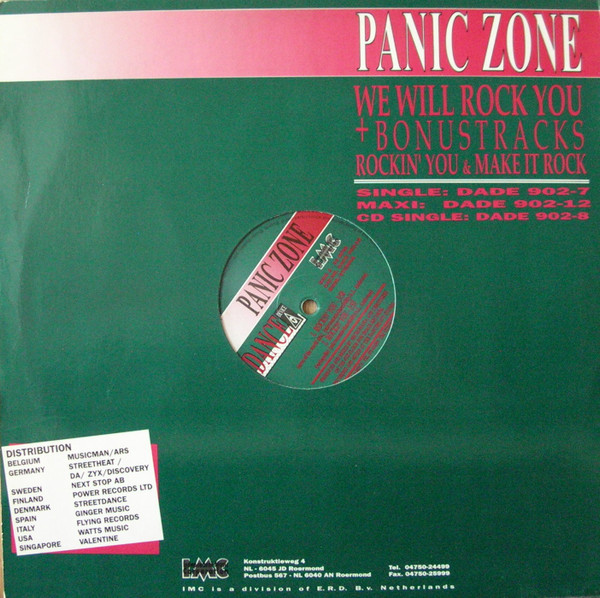 PANIC ZONE
WE WILL ROCK YOU
+ BONUSTRACKS
ROCKIN' YOU & MAKE IT ROCK
SINGLE: DADE 902-7
MAXI: DADE 902-12
CD SINGLE: DADE 902-8
PANIC ZONE
IMC
DANCE
DISTRIBUTION
BELGIUM MUSICMAN/ARS
GERMANY STREETHEAT /
DA/ ZYX/DISCOVERY
SWEDEN NEXT STOP AB
FINLAND POWER RECORDS LTD
DENMARK STREETDANCE
SPAIN GINGER MUSIC
ITALY FLYING RECORDS
USA WATTS MUSIC
SINGAPORE VALENTINE
IMC
Konstruktieweg 4
NL - 6045 JD Roermond
Postbus 567 - NL 6040 AN Roermond
Tel. 04750-24499
Fax. 04750-25999
IMC is a division of E.R.D. B.v. Netherlands